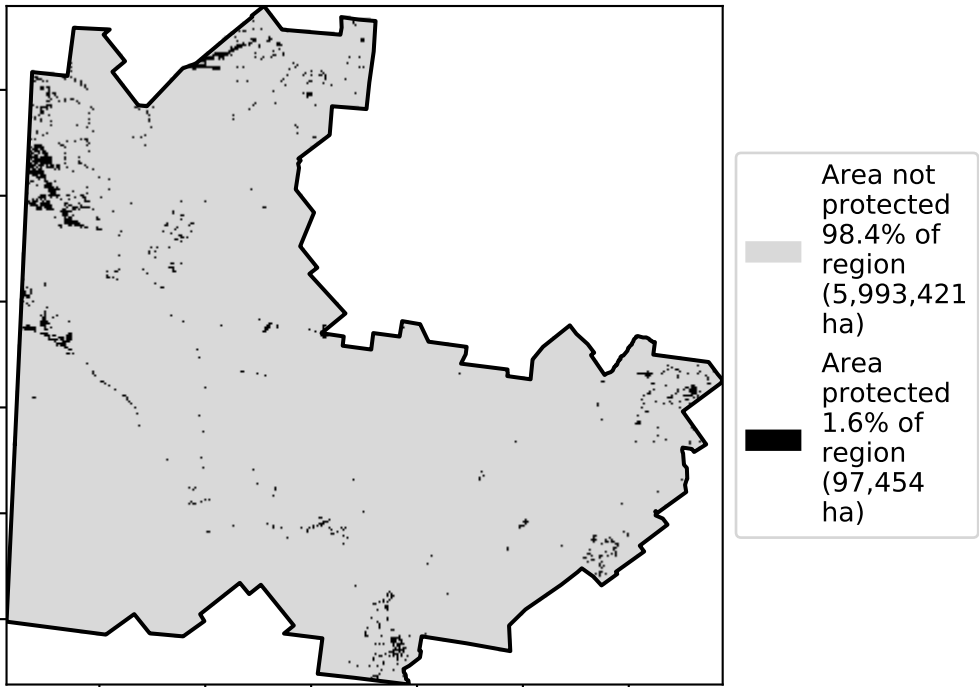 Area not
protected
98.4% of
region
(5,993,421
ha)
Area
protected
1.6% of
region
(97,454
ha)